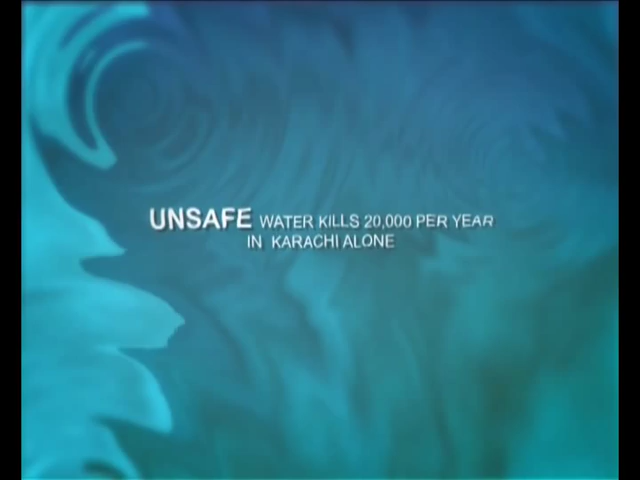 UNSAFE WATER KILLS 20,000 PER YEAR
IN KARACHI ALONE